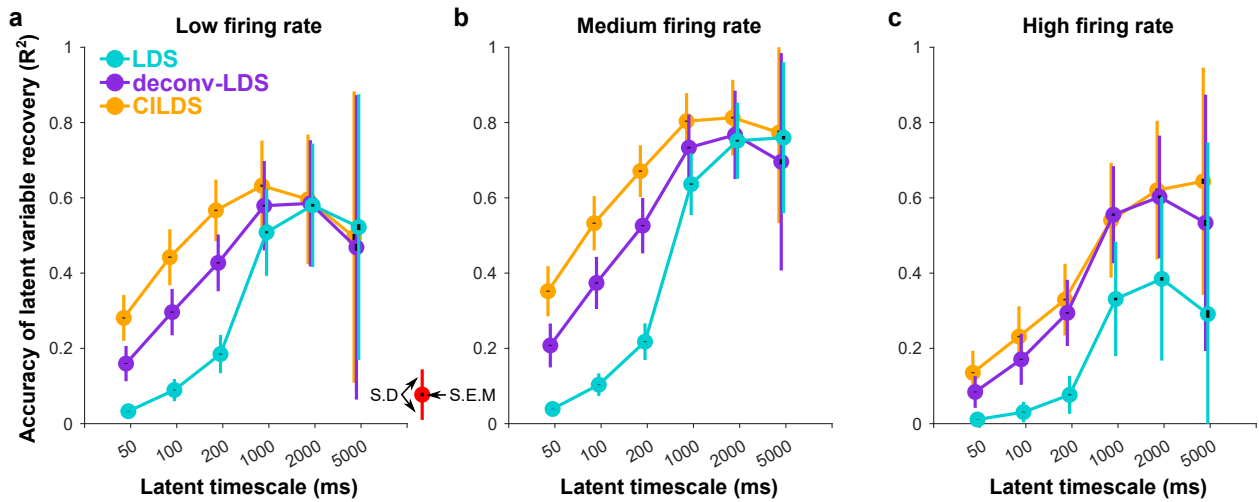 a
Low firing rate
Accuracy of latent variable recovery (R²)
1
0.8
0.6
0.4
0.2
0
LDS
deconv-LDS
CILDS
S.D
S.E.M
50
100
200
1000
2000
5000
Latent timescale (ms)
b
Medium firing rate
1
0.8
0.6
0.4
0.2
0
50
100
200
1000
2000
5000
Latent timescale (ms)
c
High firing rate
1
0.8
0.6
0.4
0.2
0
50
100
200
1000
2000
5000
Latent timescale (ms)